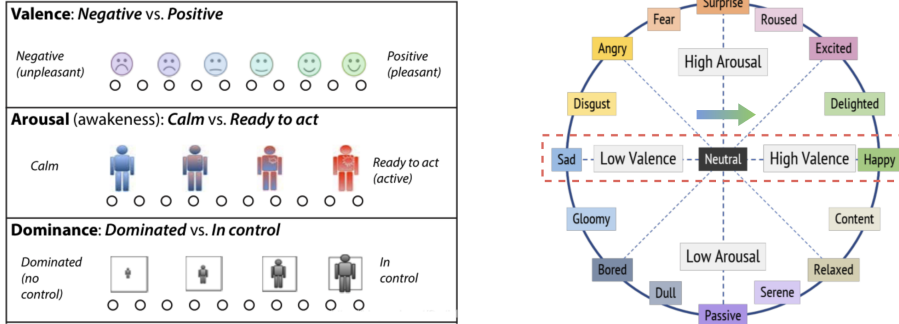 Valence: Negative vs. Positive
Negative
(unpleasant)
Positive
(pleasant)
Arousal (awakeness): Calm vs. Ready to act
Calm
Ready to act
(active)
Dominance: Dominated vs. In control
Dominated
(no
control)
In
control
Surprise
Fear
Roused
Angry
Excited
High Arousal
Disgust
Delighted
Sad
Low Valence
Neutral
High Valence
Happy
Gloomy
Content
Low Arousal
Bored
Relaxed
Dull
Serene
Passive